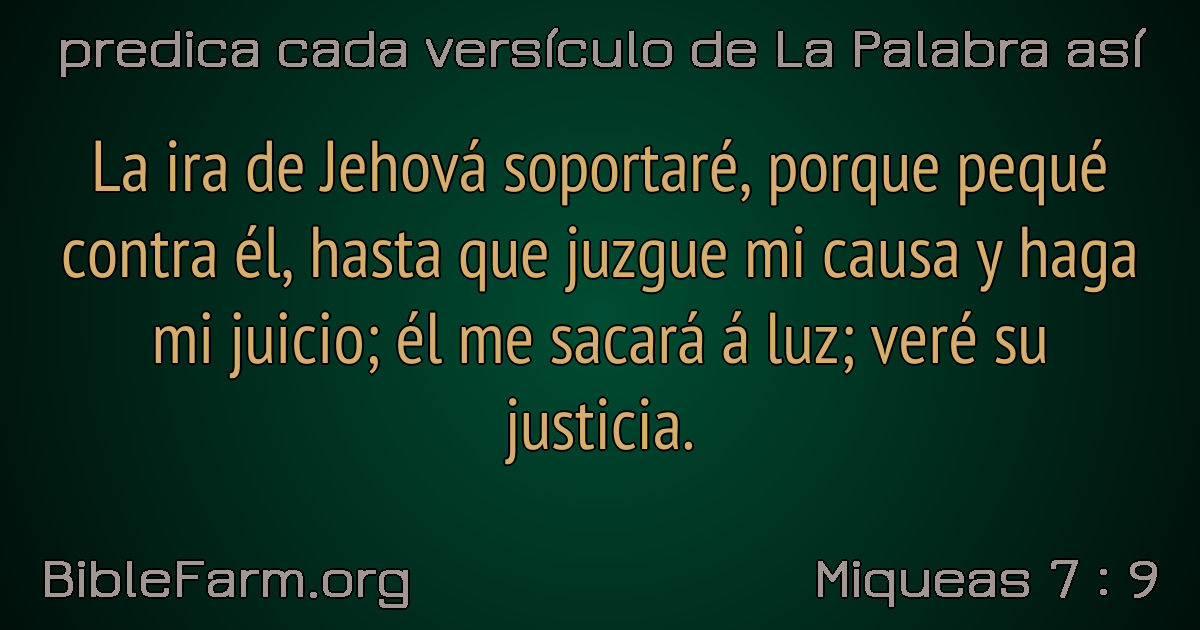 predica cada versículo de La Palabra así
La ira de Jehová soportaré, porque pequé
contra él, hasta que juzgue mi causa y haga
mi juicio; él me sacará á luz; veré su
justicia.
BibleFarm.org
Miqueas 7 : 9